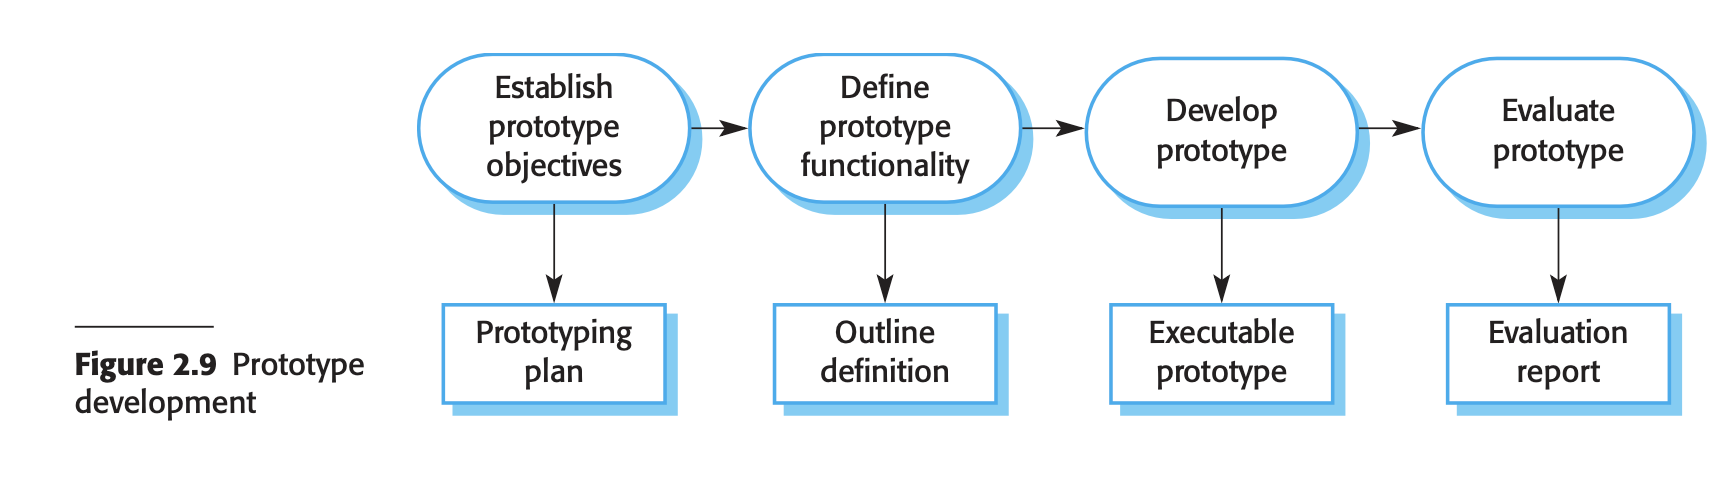 Establish
prototype
objectives
Define
prototype
functionality
Develop
prototype
Evaluate
prototype
Prototyping
plan
Outline
definition
Executable
prototype
Evaluation
report
Figure 2.9 Prototype
development